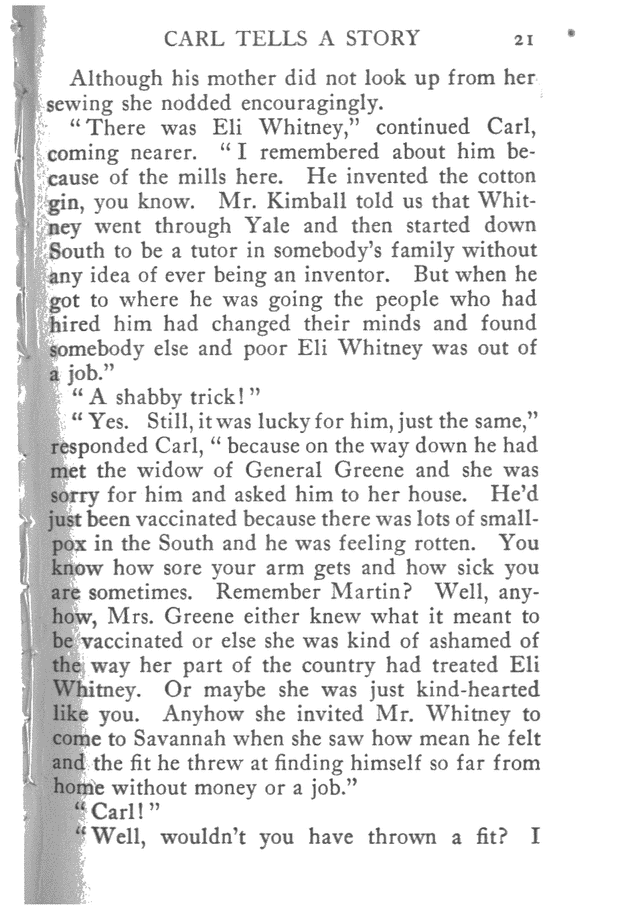 CARL TELLS A STORY 21
Although his mother did not look up from her
sewing she nodded encouragingly.
“There was Eli Whitney,” continued Carl,
coming nearer. “I remembered about him be-
cause of the mills here. He invented the cotton
gin, you know. Mr. Kimball told us that Whit-
ney went through Yale and then started down
South to be a tutor in somebody’s family without
any idea of ever being an inventor. But when he
got to where he was going the people who had
hired him had changed their minds and found
somebody else and poor Eli Whitney was out of
a job.”
“A shabby trick!”
“Yes. Still, it was lucky for him, just the same,”
responded Carl, “because on the way down he had
met the widow of General Greene and she was
sorry for him and asked him to her house. He’d
just been vaccinated because there was lots of small-
pox in the South and he was feeling rotten. You
know how sore your arm gets and how sick you
are sometimes. Remember Martin? Well, any-
how, Mrs. Greene either knew what it meant to
be vaccinated or else she was kind of ashamed of
the way her part of the country had treated Eli
Whitney. Or maybe she was just kind-hearted
like you. Anyhow she invited Mr. Whitney to
come to Savannah when she saw how mean he felt
and the fit he threw at finding himself so far from
home without money or a job.”
“Carl!”
“Well, wouldn’t you have thrown a fit? I